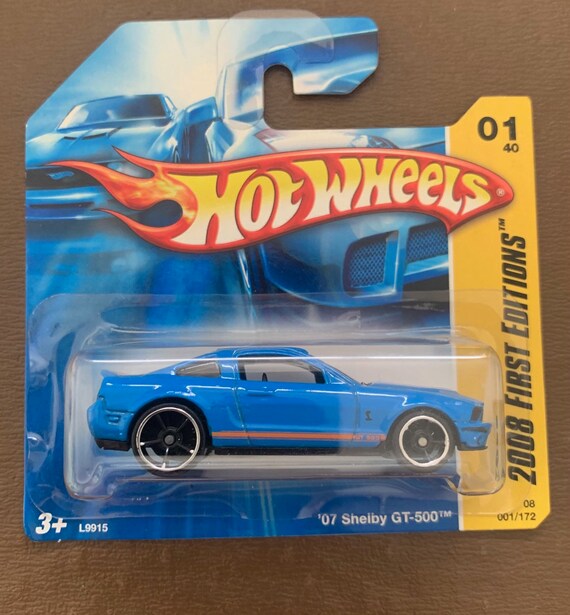 01
40
HOT WHEELS®
2008 FIRST EDITIONS™
3+
L9915
'07 Shelby GT-500™
08
001/172